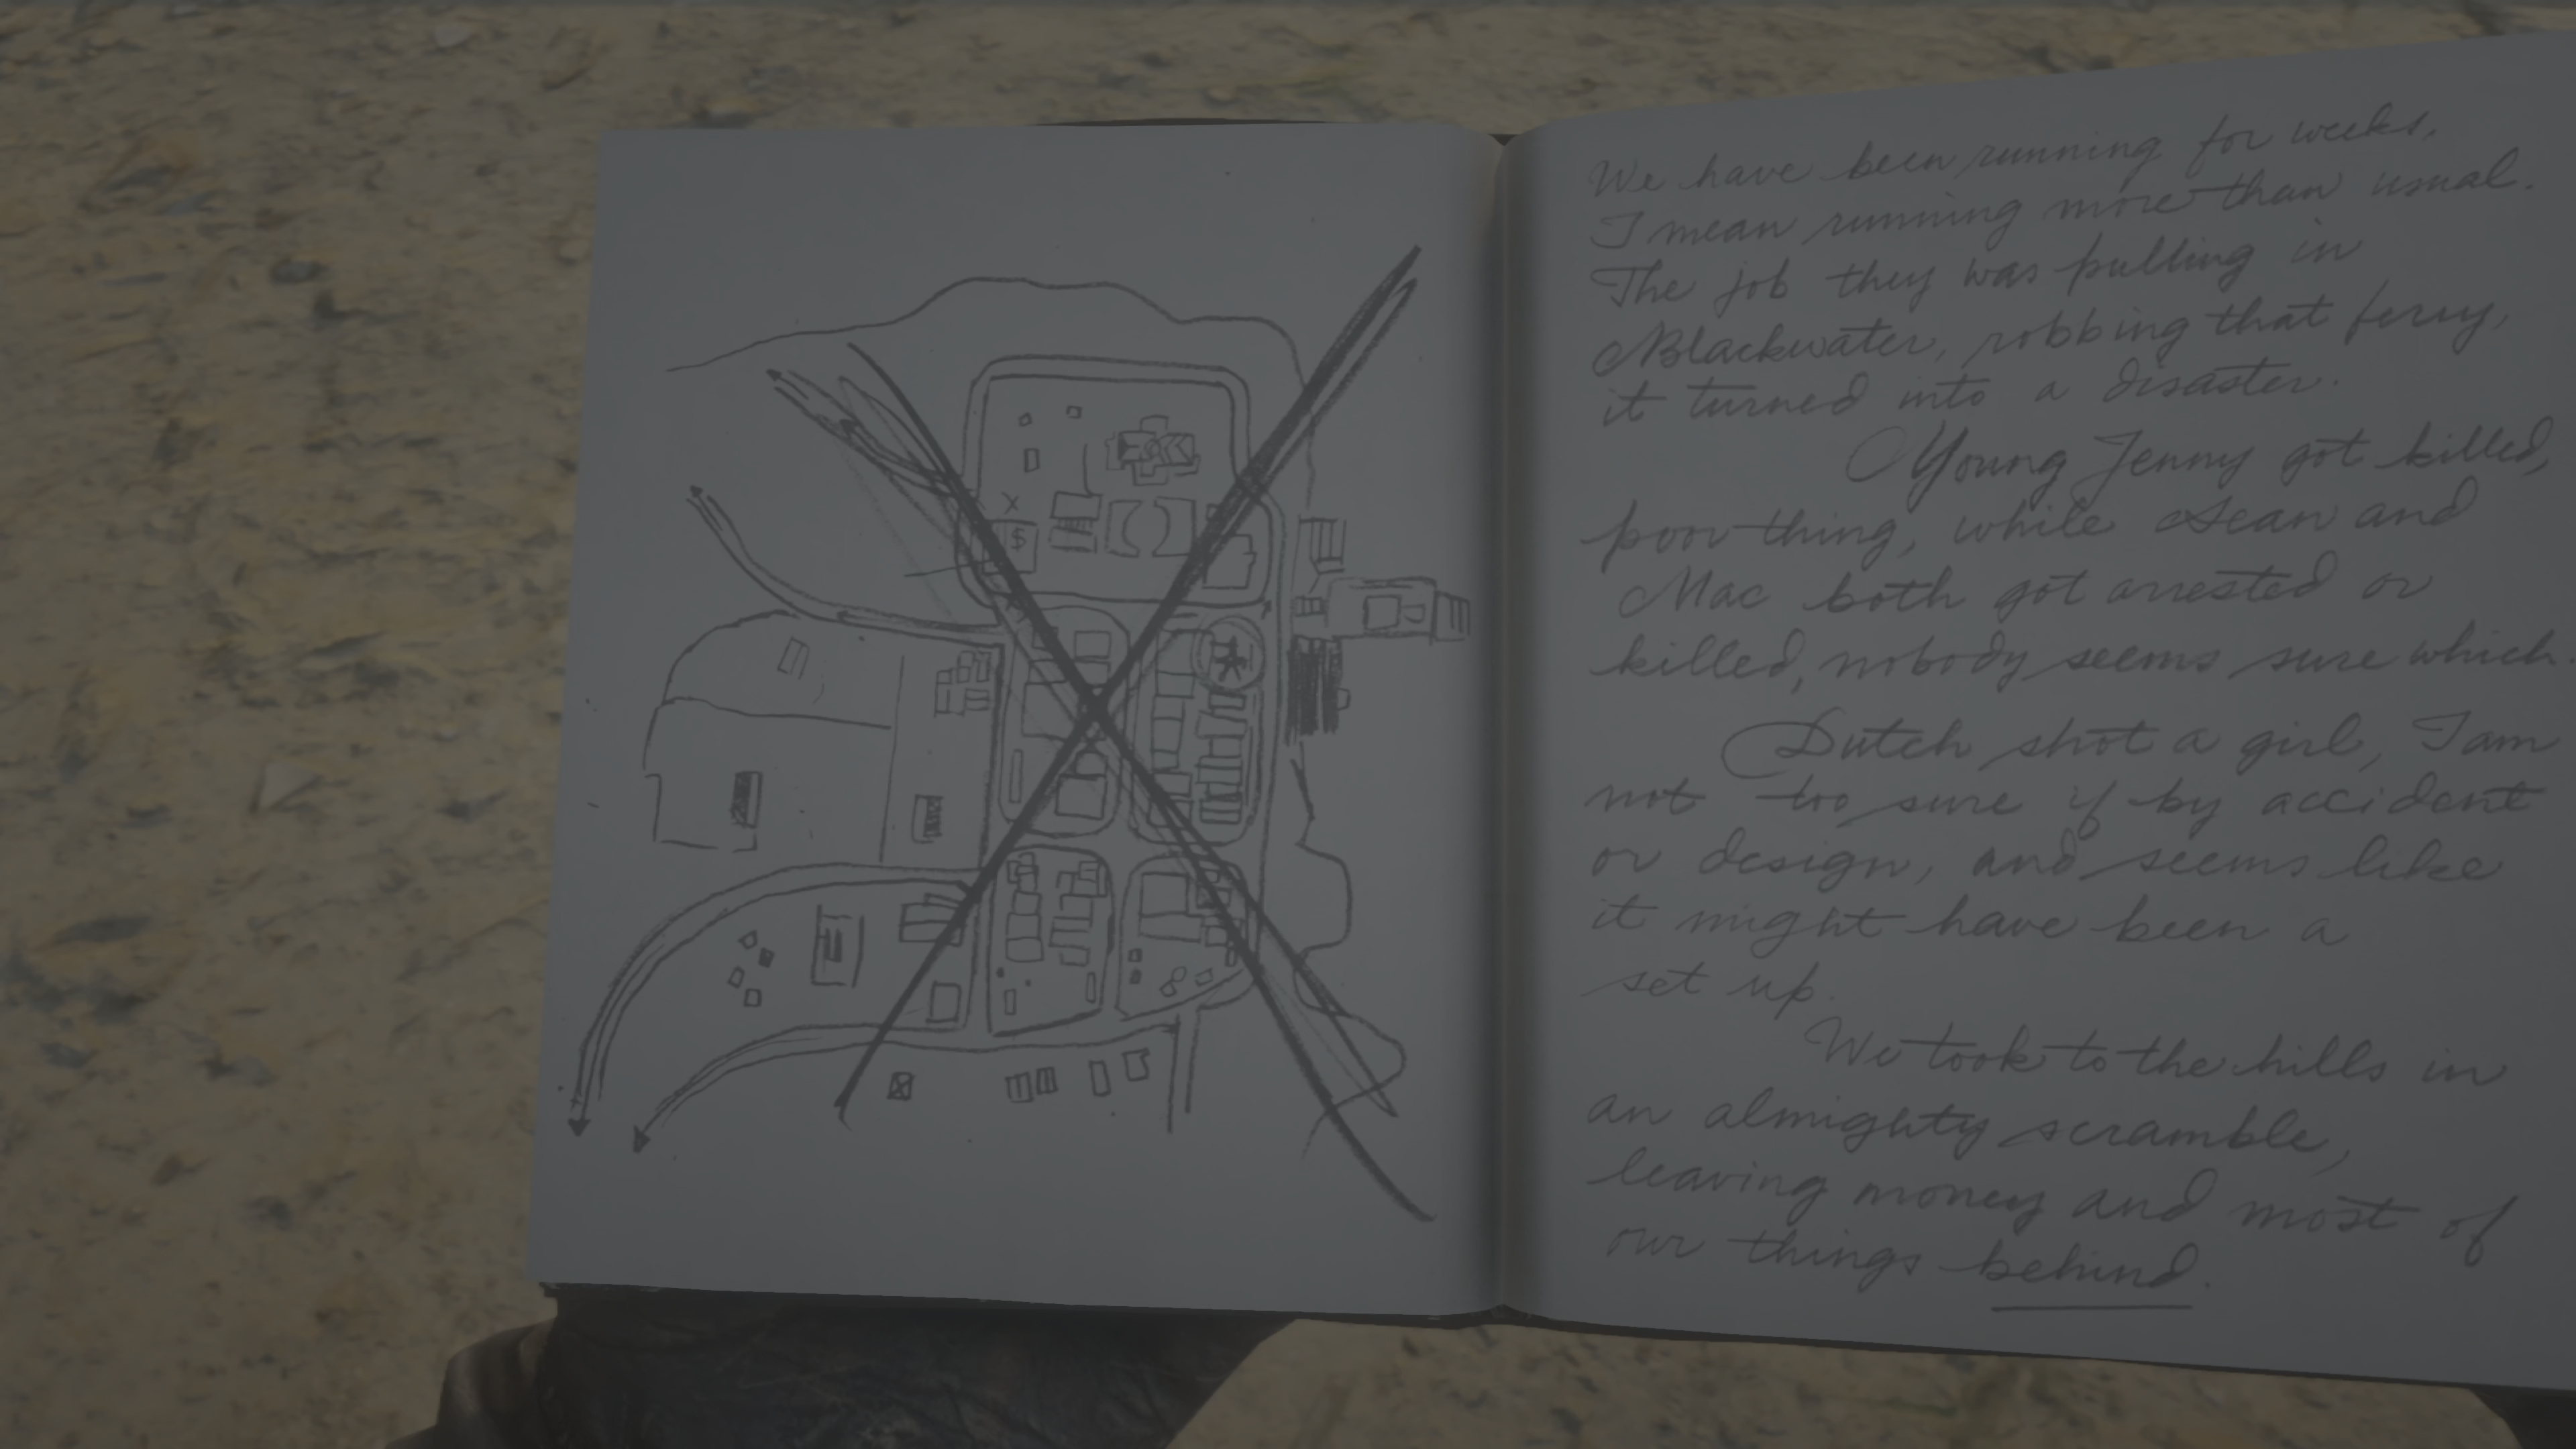 X
$
We have been running for weeks,
I mean running more than usual.
The job they was pulling in
Blackwater, robbing that ferry,
it turned into a disaster.
Young Jenny got killed,
poor thing, while Sean and
Mac both got arrested or
killed, nobody seems sure which.
Dutch shot a girl, I am
not too sure if by accident
or design, and seems like
it might have been a
set up.
We took to the hills in
an almighty scramble,
leaving money and most of
our things behind.